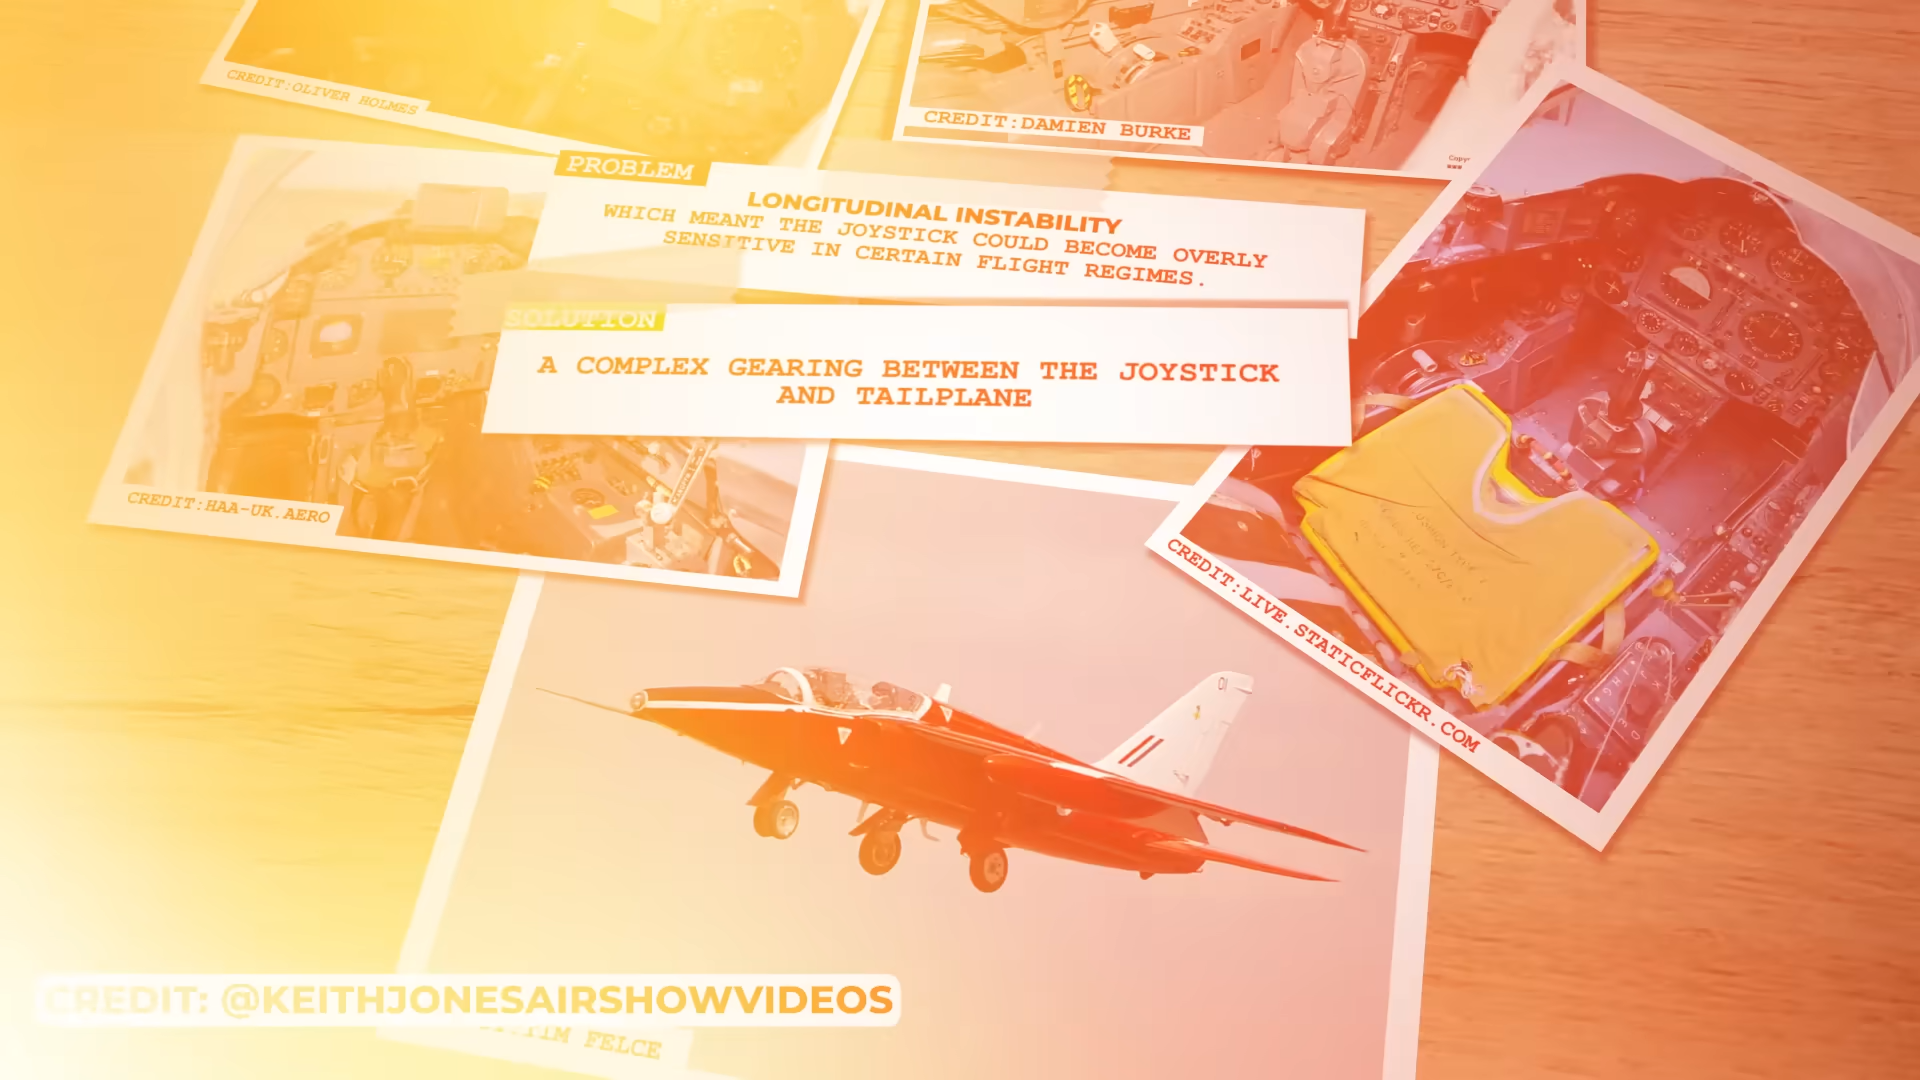 CREDIT:OLIVER HOLMES
CREDIT:DAMIEN BURKE
PROBLEM
LONGITUDINAL INSTABILITY
WHICH MEANT THE JOYSTICK COULD BECOME OVERLY
SENSITIVE IN CERTAIN FLIGHT REGIMES.
SOLUTION
A COMPLEX GEARING BETWEEN THE JOYSTICK
AND TAILPLANE
CREDIT:HAA-UK.AERO
CREDIT:LIVE.STATICFLICKR.COM
01
CREDIT: @KEITHJONESAIRSHOWVIDEOS
TIM FELCE